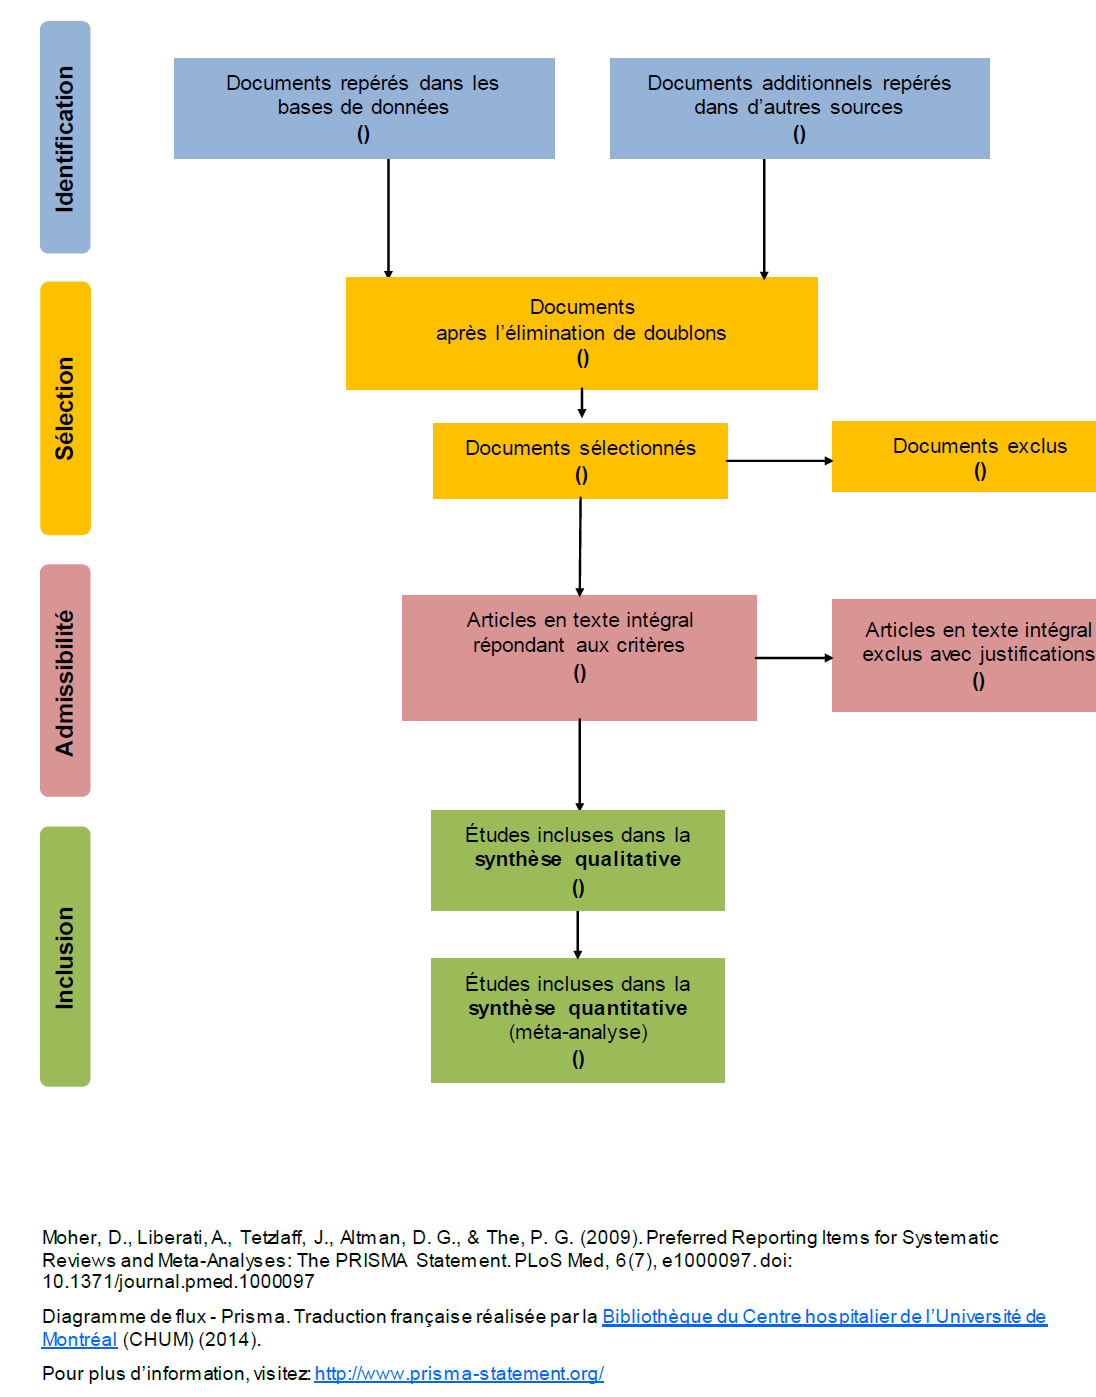 Identification
Documents repérés dans les
bases de données
()
Documents additionnels repérés
dans d'autres sources
()
Sélection
Documents
après l'élimination de doublons
()
Documents sélectionnés
()
Documents exclus
()
Admissibilité
Articles en texte intégral
répondant aux critères
()
Articles en texte intégral
exclus avec justifications
()
Inclusion
Études incluses dans la
synthèse qualitative
()
Études incluses dans la
synthèse quantitative
(méta-analyse)
()
Moher, D., Liberati, A., Tetzlaff, J., Altman, D. G., & The, P. G. (2009). Preferred Reporting Items for Systematic
Reviews and Meta-Analyses: The PRISMA Statement. PLoS Med, 6(7), e1000097. doi:
10.1371/journal.pmed.1000097
Diagramme de flux - Prisma. Traduction française réalisée par la Bibliothèque du Centre hospitalier de l'Université de
Montréal (CHUM) (2014).
Pour plus d'information, visitez: http://www.prisma-statement.org/